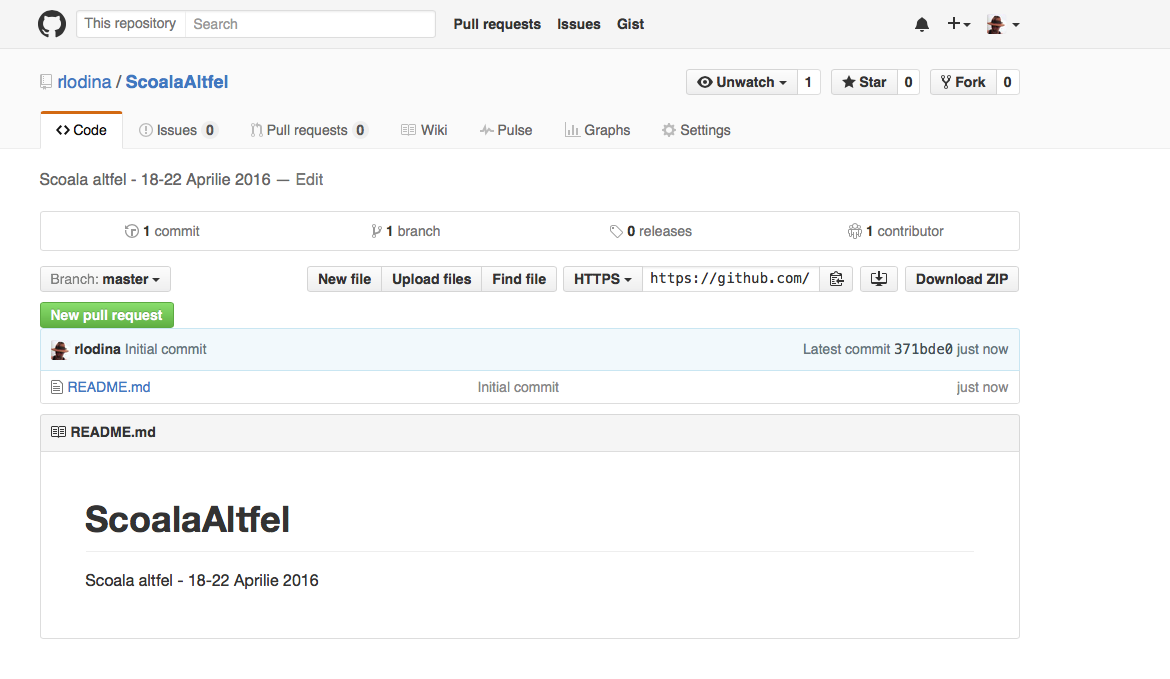 This repository Search Pull requests Issues Gist
rlodina / ScoalaAltfel Unwatch 1 Star 0 Fork 0
Code Issues 0 Pull requests 0 Wiki Pulse Graphs Settings
Scoala altfel - 18-22 Aprilie 2016 — Edit
1 commit 1 branch 0 releases 1 contributor
Branch: master New file Upload files Find file HTTPS https://github.com/ Download ZIP
New pull request
rlodina Initial commit Latest commit 371bde0 just now
README.md Initial commit just now
README.md
ScoalaAltfel
Scoala altfel - 18-22 Aprilie 2016